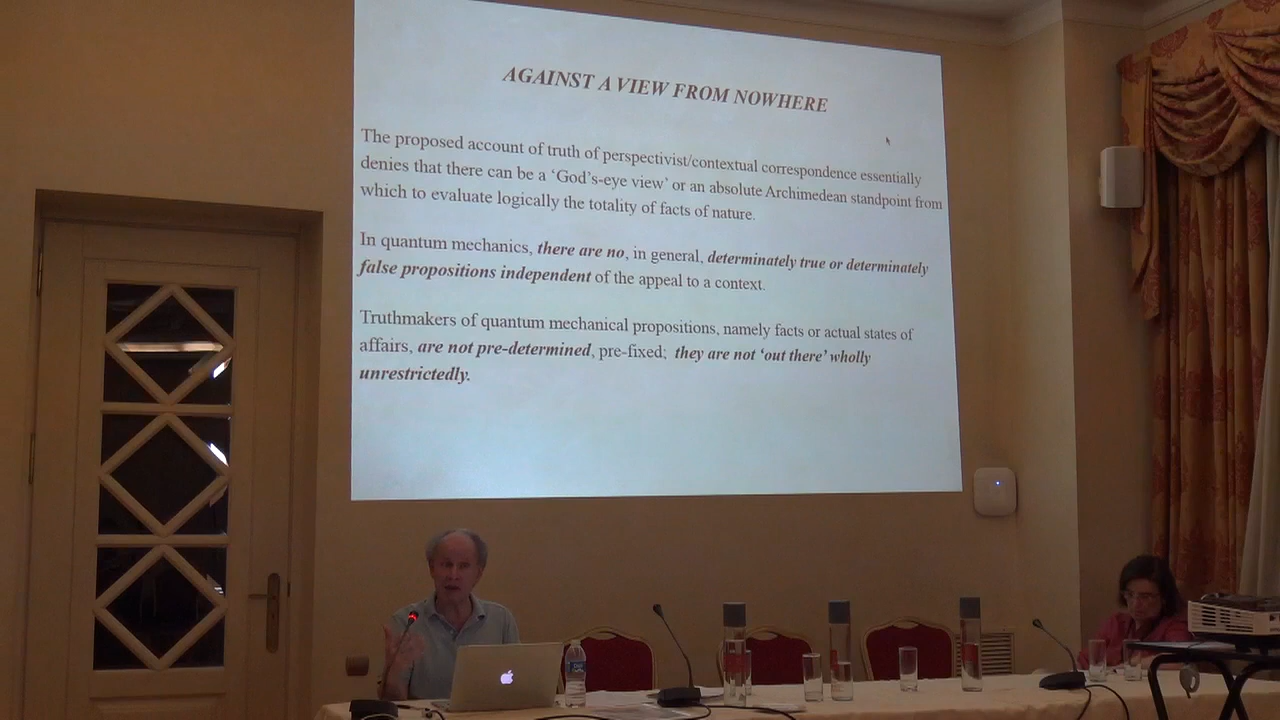 AGAINST A VIEW FROM NOWHERE
The proposed account of truth of perspectivist/contextual correspondence essentially
denies that there can be a ‘God’s-eye view’ or an absolute Archimedean standpoint from
which to evaluate logically the totality of facts of nature.
In quantum mechanics, there are no, in general, determinately true or determinately
false propositions independent of the appeal to a context.
Truthmakers of quantum mechanical propositions, namely facts or actual states of
affairs, are not pre-determined, pre-fixed; they are not ‘out there’ wholly
unrestrictedly.